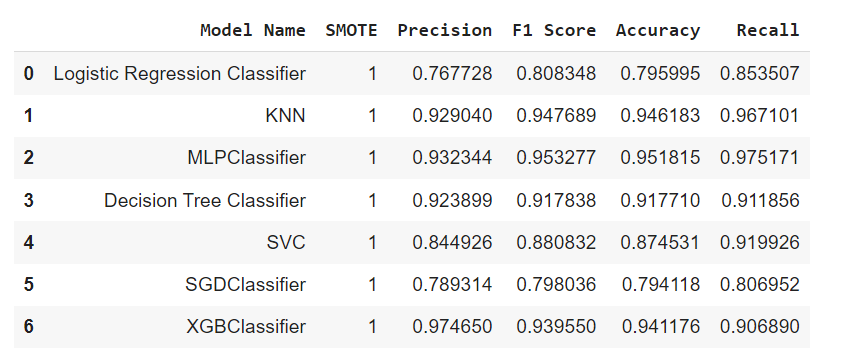 Model Name SMOTE Precision F1 Score Accuracy Recall
0 Logistic Regression Classifier 1 0.767728 0.808348 0.795995 0.853507
1 KNN 1 0.929040 0.947689 0.946183 0.967101
2 MLPClassifier 1 0.932344 0.953277 0.951815 0.975171
3 Decision Tree Classifier 1 0.923899 0.917838 0.917710 0.911856
4 SVC 1 0.844926 0.880832 0.874531 0.919926
5 SGDClassifier 1 0.789314 0.798036 0.794118 0.806952
6 XGBClassifier 1 0.974650 0.939550 0.941176 0.906890